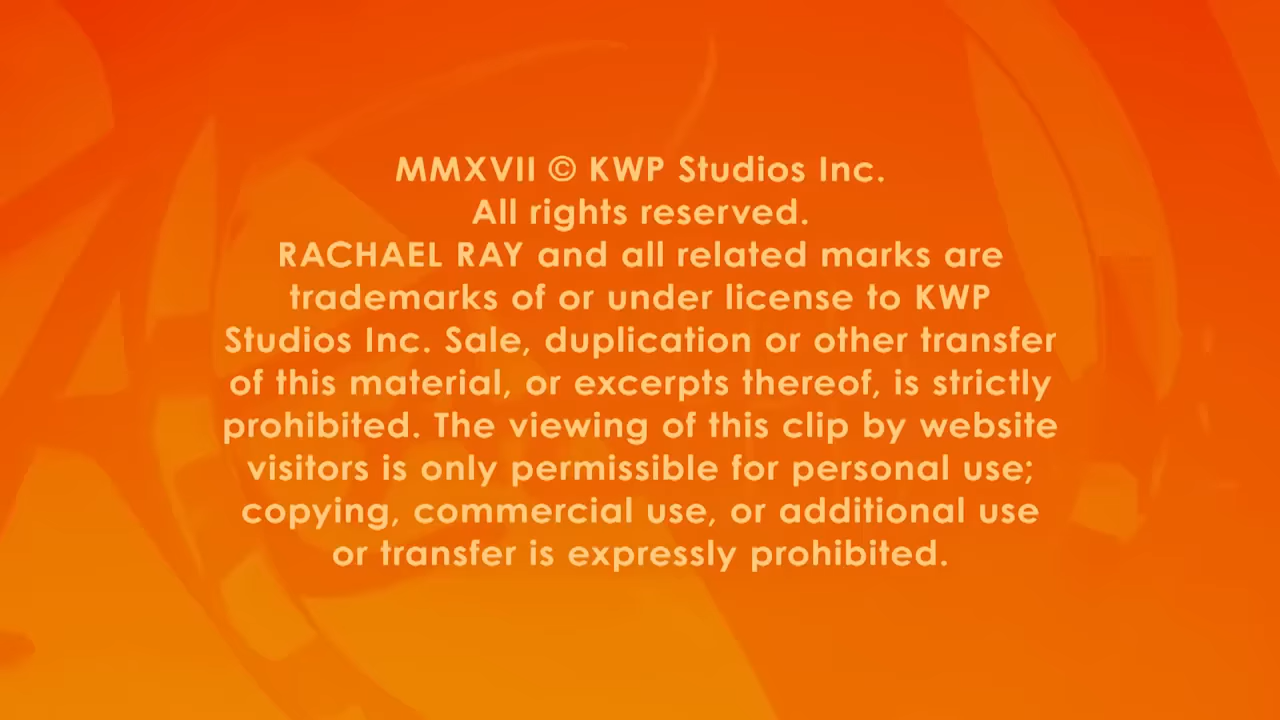 MMXVII © KWP Studios Inc.
All rights reserved.
RACHAEL RAY and all related marks are
trademarks of or under license to KWP
Studios Inc. Sale, duplication or other transfer
of this material, or excerpts thereof, is strictly
prohibited. The viewing of this clip by website
visitors is only permissible for personal use;
copying, commercial use, or additional use
or transfer is expressly prohibited.